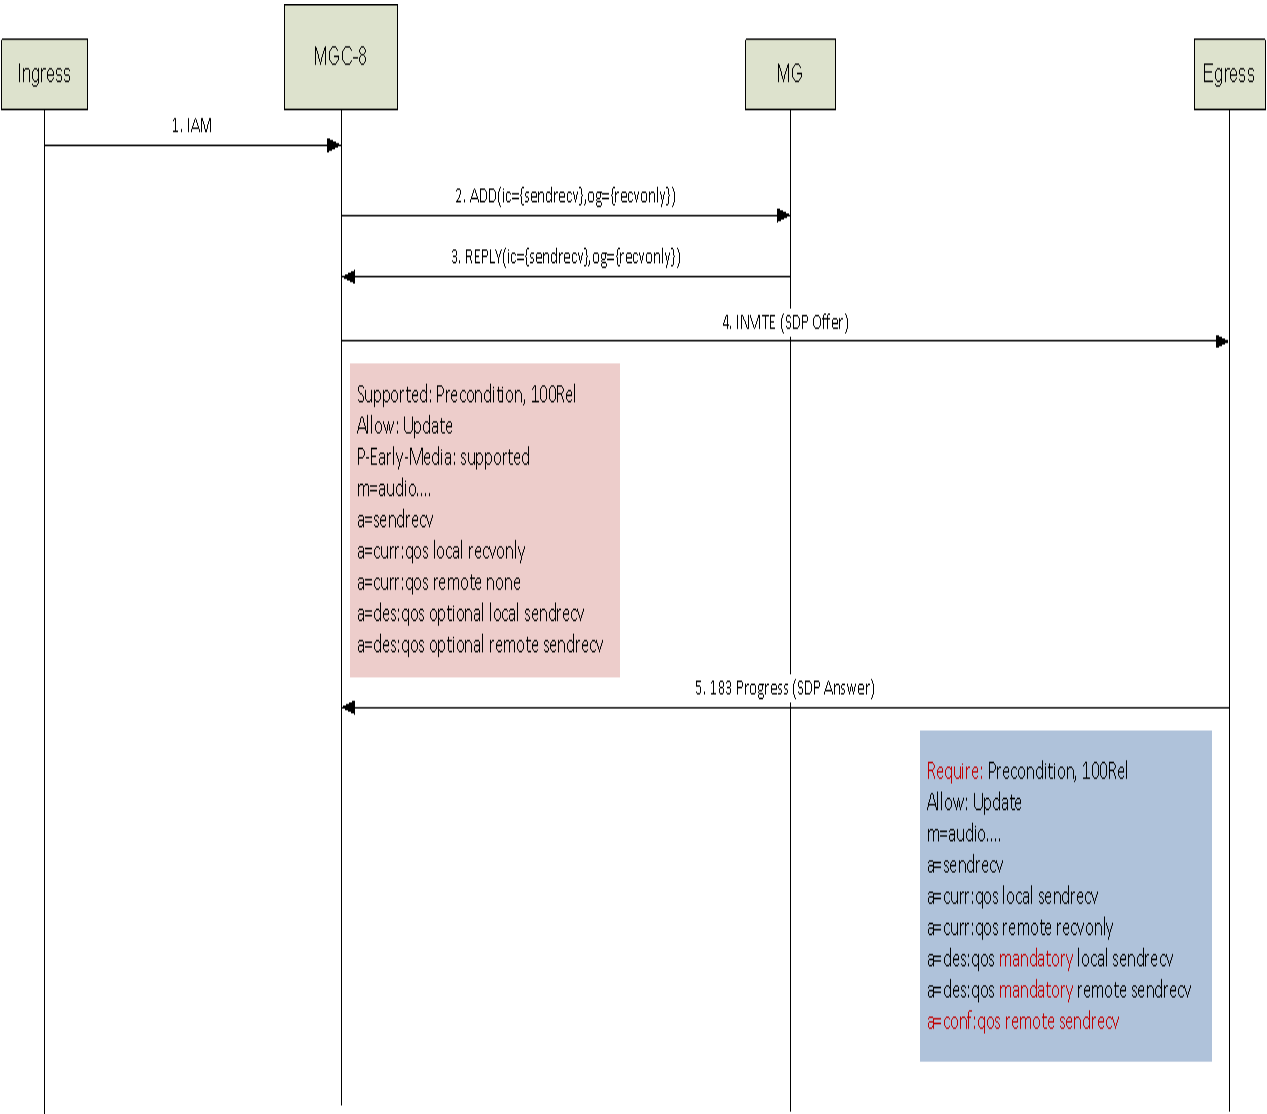 Ingress
MGC-8
MG
Egress
1. IAM
2. ADD(ic={sendrecv},og={recvonly})
3. REPLY(ic={sendrecv},og={recvonly})
4. INVITE (SDP Offer)
Supported: Precondition, 100Rel
Allow: Update
P-Early-Media: supported
m=audio....
a=sendrecv
a=curr:qos local recvonly
a=curr:qos remote none
a=des:qos optional local sendrecv
a=des:qos optional remote sendrecv
5. 183 Progress (SDP Answer)
Require: Precondition, 100Rel
Allow: Update
m=audio....
a=sendrecv
a=curr:qos local sendrecv
a=curr:qos remote recvonly
a=des:qos mandatory local sendrecv
a=des:qos mandatory remote sendrecv
a=conf:qos remote sendrecv